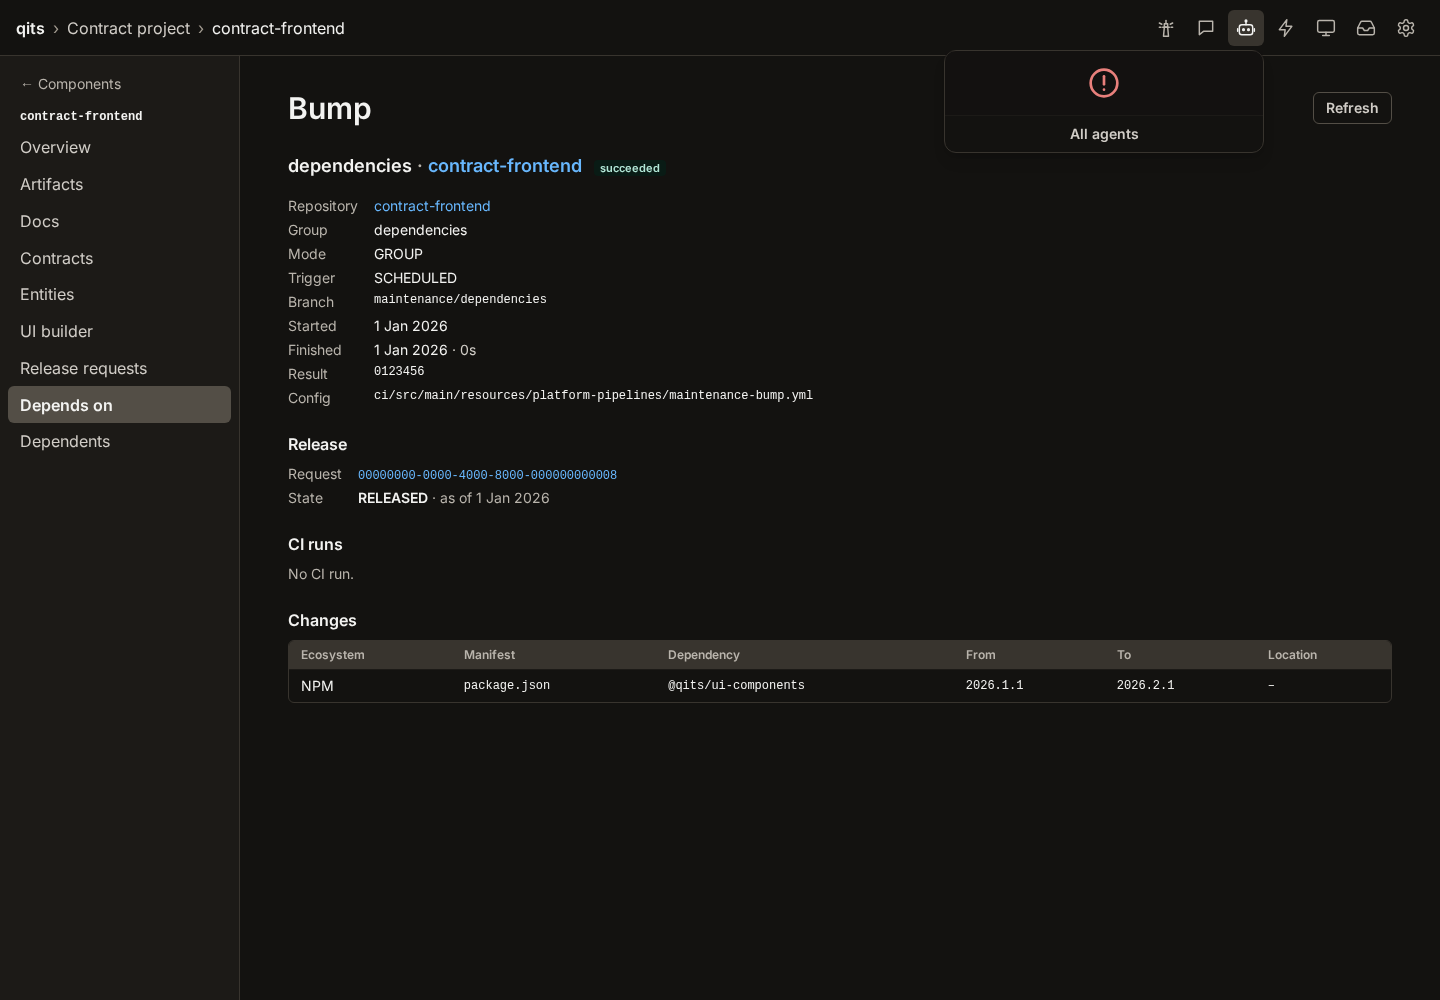 qits › Contract project › contract-frontend
← Components
contract-frontend
Overview
Artifacts
Docs
Contracts
Entities
UI builder
Release requests
Depends on
Dependents
All agents
Bump
Refresh
dependencies · contract-frontend succeeded
Repository contract-frontend
Group dependencies
Mode GROUP
Trigger SCHEDULED
Branch maintenance/dependencies
Started 1 Jan 2026
Finished 1 Jan 2026 · 0s
Result 0123456
Config ci/src/main/resources/platform-pipelines/maintenance-bump.yml
Release
Request 00000000-0000-4000-8000-000000000008
State RELEASED · as of 1 Jan 2026
CI runs
No CI run.
Changes
Ecosystem Manifest Dependency From To Location
NPM package.json @qits/ui-components 2026.1.1 2026.2.1 –